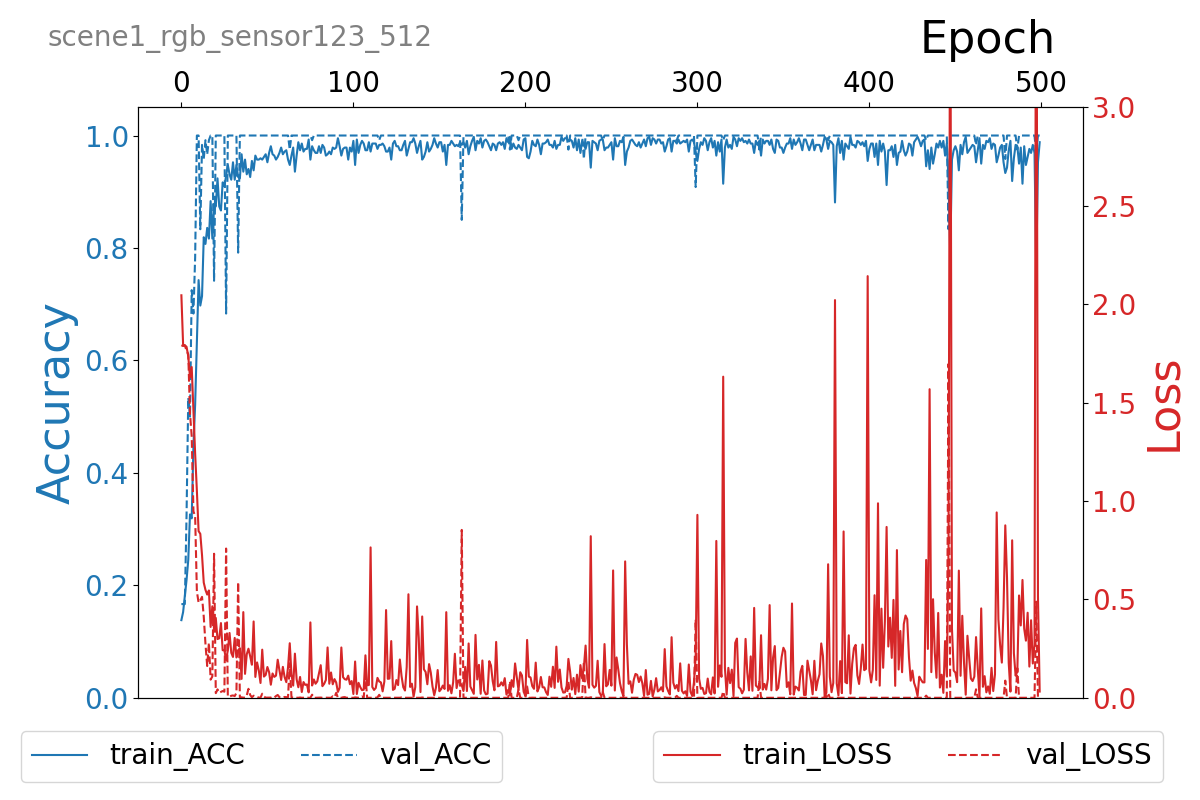 scene1_rgb_sensor123_512
Epoch
0 100 200 300 400 500
1.0 0.8 0.6 0.4 0.2 0.0
Accuracy
3.0 2.5 2.0 1.5 1.0 0.5 0.0
Loss
train_ACC val_ACC train_LOSS val_LOSS